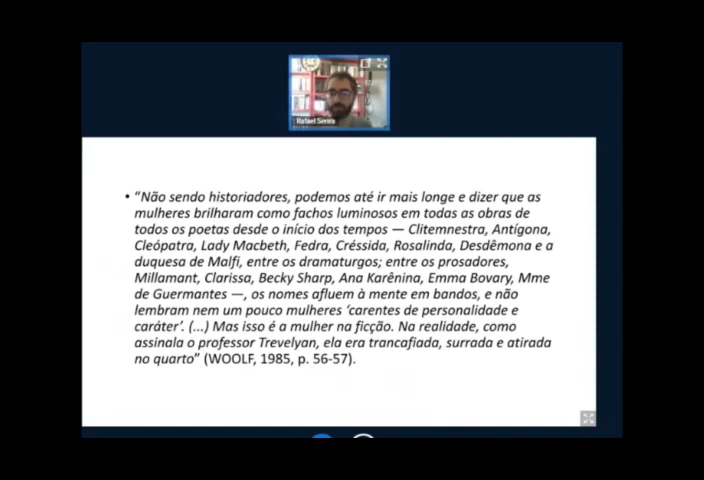 Rafael Senra
• “Não sendo historiadores, podemos até ir mais longe e dizer que as
mulheres brilharam como fachos luminosos em todas as obras de
todos os poetas desde o início dos tempos — Clitemnestra, Antígona,
Cleópatra, Lady Macbeth, Fedra, Créssida, Rosalinda, Desdêmona e a
duquesa de Malfi, entre os dramaturgos; entre os prosadores,
Millamant, Clarissa, Becky Sharp, Ana Karênina, Emma Bovary, Mme
de Guermantes —, os nomes afluem à mente em bandos, e não
lembram nem um pouco mulheres ‘carentes de personalidade e
caráter’. (...) Mas isso é a mulher na ficção. Na realidade, como
assinala o professor Trevelyan, ela era trancafiada, surrada e atirada
no quarto” (WOOLF, 1985, p. 56-57).